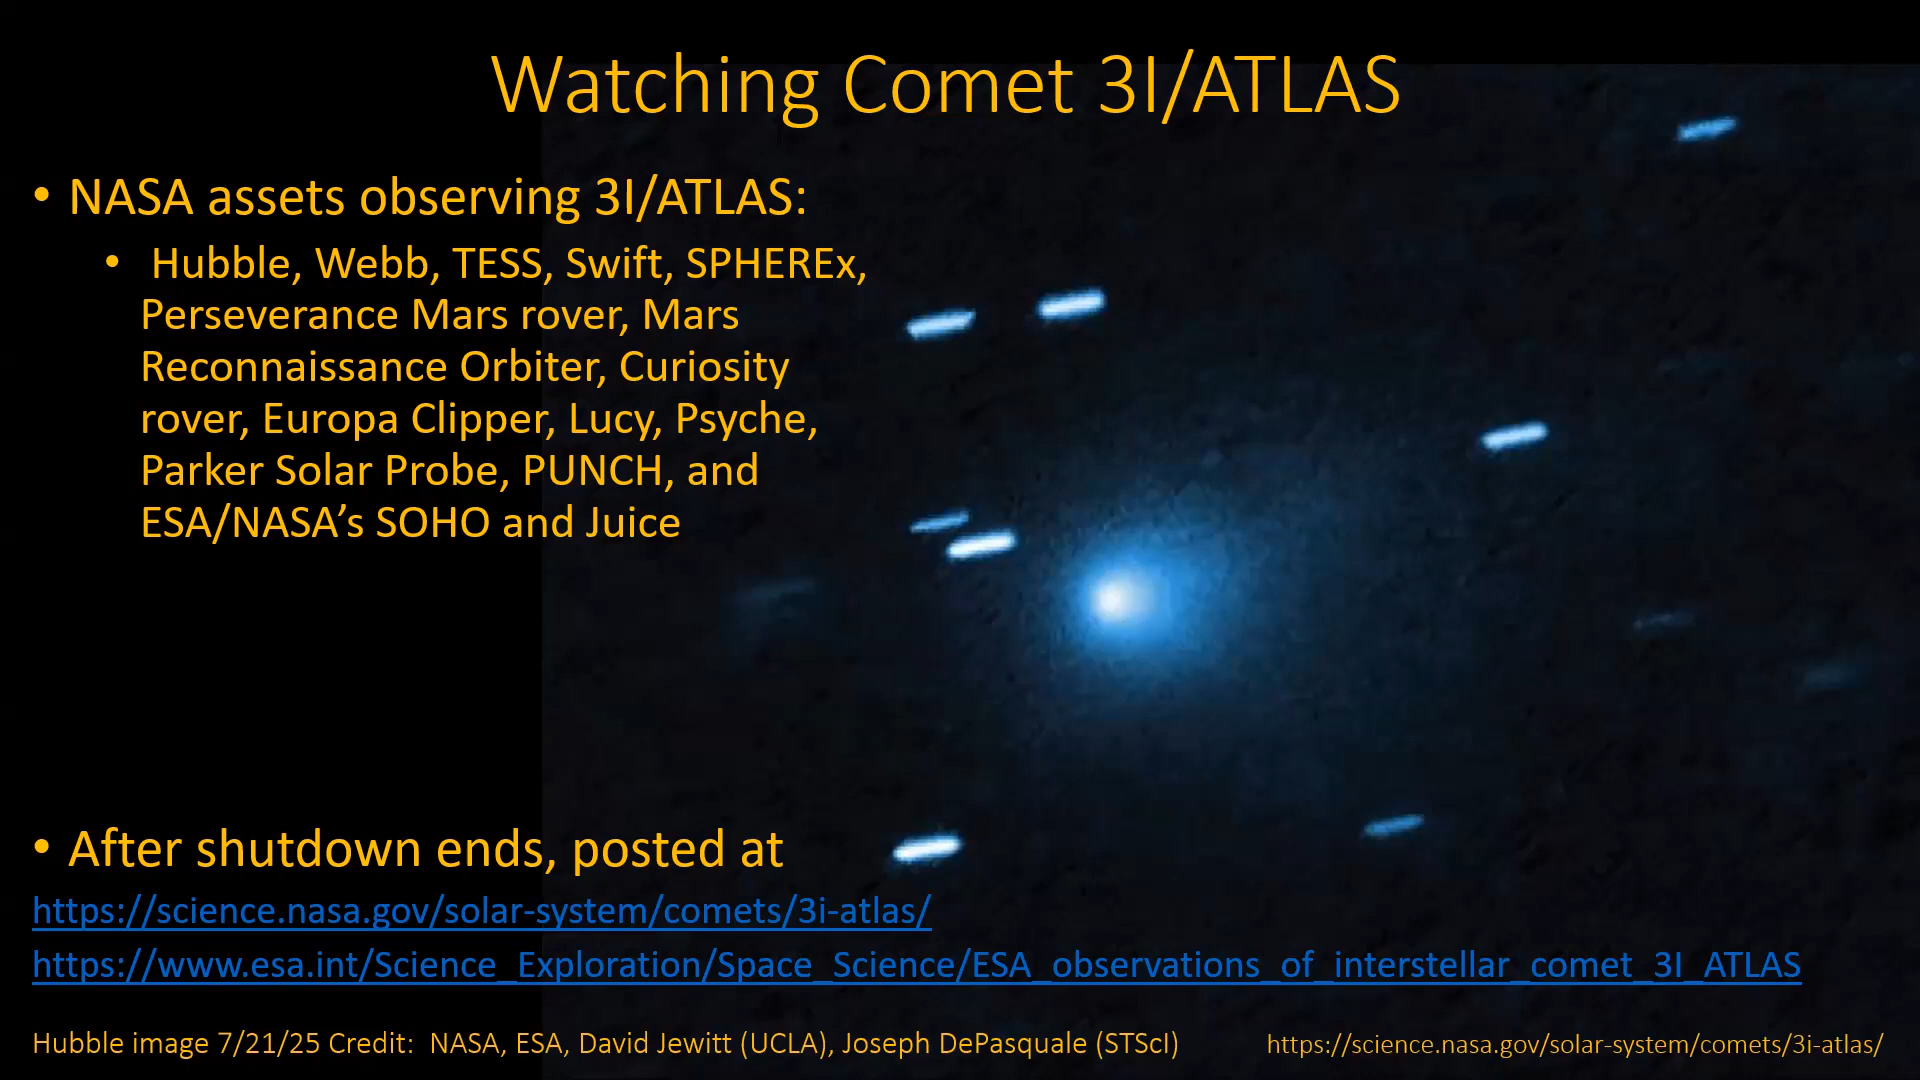 Watching Comet 3I/ATLAS
• NASA assets observing 3I/ATLAS:
• Hubble, Webb, TESS, Swift, SPHEREx,
Perseverance Mars rover, Mars
Reconnaissance Orbiter, Curiosity
rover, Europa Clipper, Lucy, Psyche,
Parker Solar Probe, PUNCH, and
ESA/NASA’s SOHO and Juice
• After shutdown ends, posted at
https://science.nasa.gov/solar-system/comets/3i-atlas/
https://www.esa.int/Science_Exploration/Space_Science/ESA_observations_of_interstellar_comet_3I_ATLAS
Hubble image 7/21/25 Credit: NASA, ESA, David Jewitt (UCLA), Joseph DePasquale (STScI)
https://science.nasa.gov/solar-system/comets/3i-atlas/